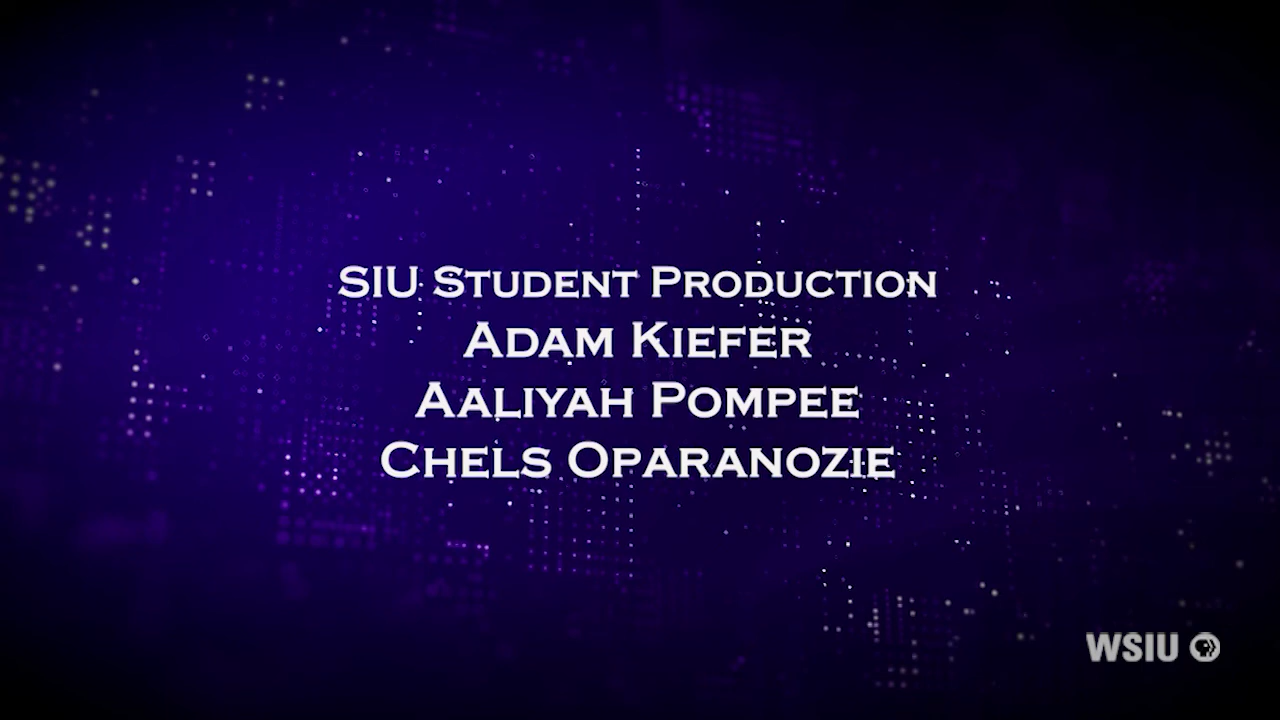 SIU Student Production
Adam Kiefer
Aaliyah Pompee
Chels Oparanozie
WSIU